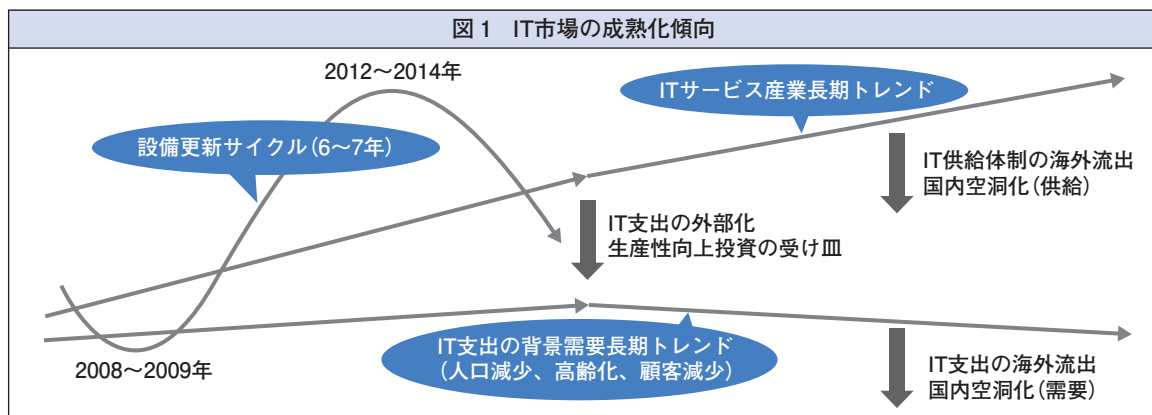 図1 IT市場の成熟化傾向
2012〜2014年
ITサービス産業長期トレンド
設備更新サイクル(6〜7年)
IT供給体制の海外流出
国内空洞化(供給)
IT支出の外部化
生産性向上投資の受け皿
IT支出の背景需要長期トレンド
(人口減少、高齢化、顧客減少)
2008〜2009年
IT支出の海外流出
国内空洞化(需要)